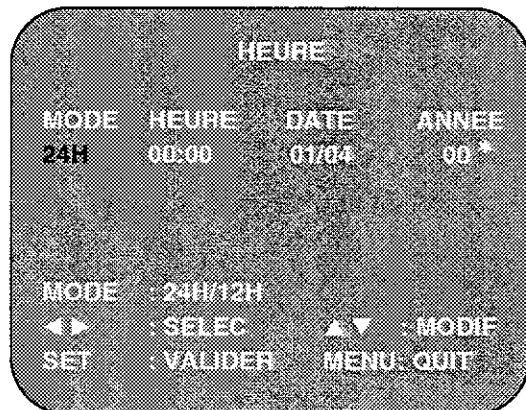 HEURE
MODE HEURE DATE ANNEE
24H 00:00 01/04 00 *
MODE : 24H/12H
◀ ▶ : SELEC ▲ ▼ : MODIF
SET : VALIDER MENU: QUIT